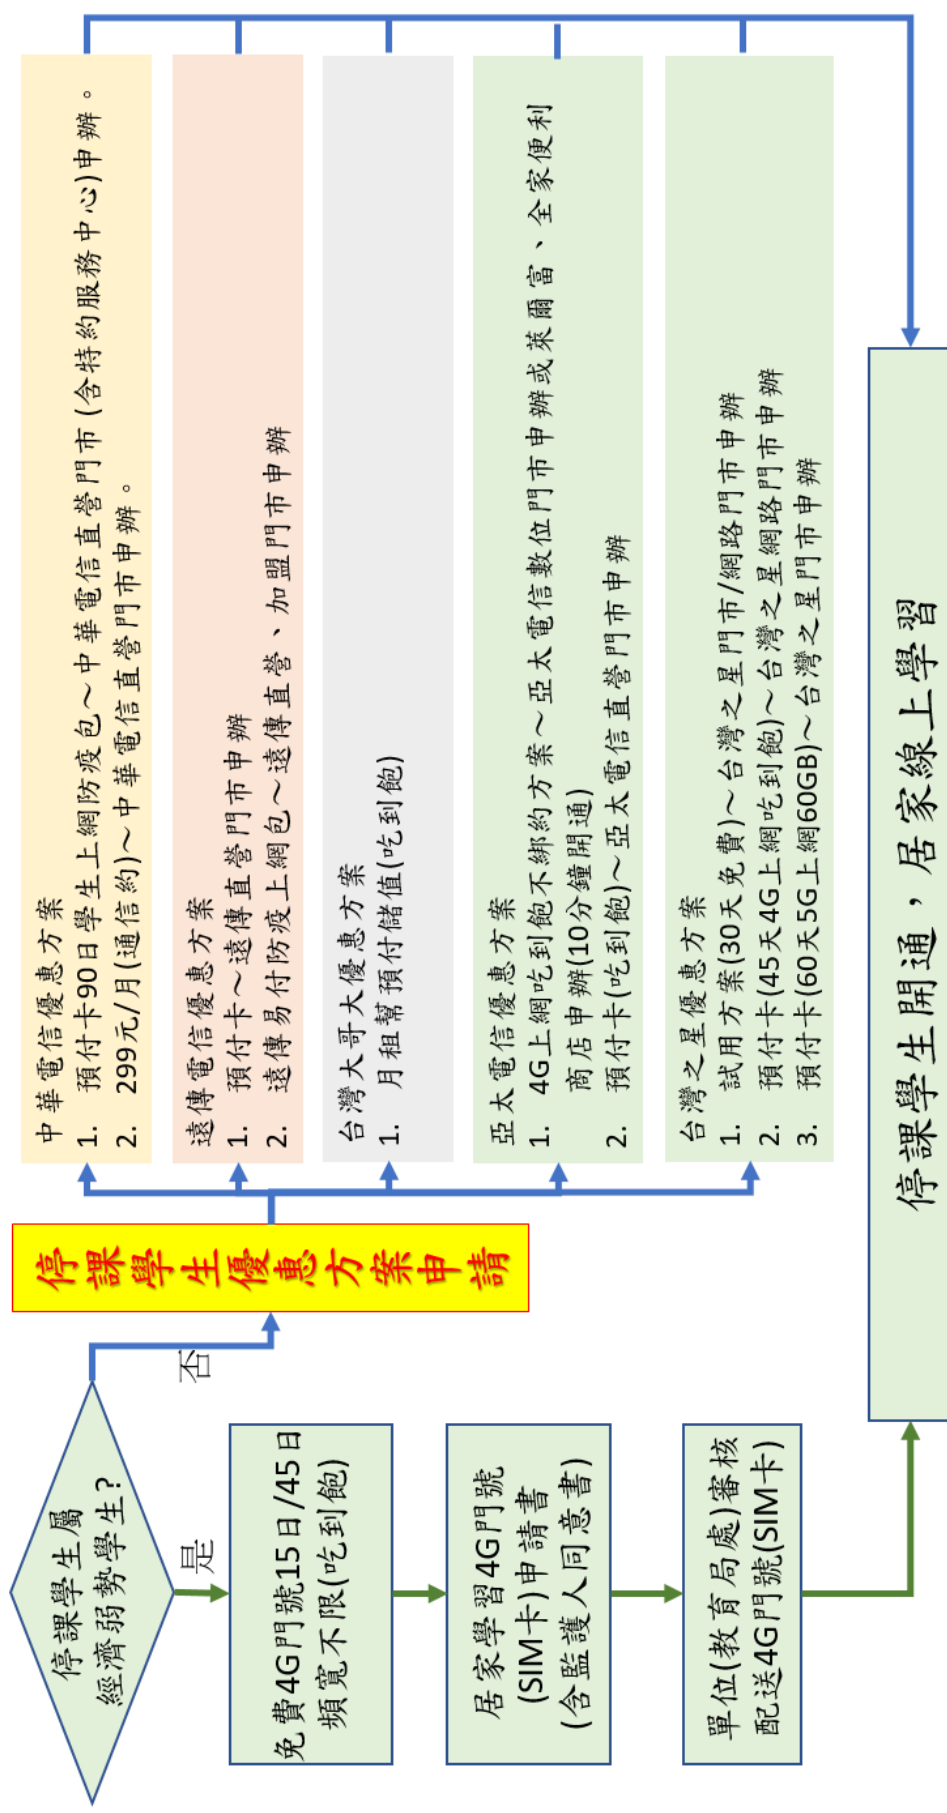 停課學生屬
經濟弱勢學生?
是
否
免費4G門號15日/45日
頻寬不限(吃到飽)
居家學習4G門號
(SIM卡)申請書
(含監護人同意書)
單位(教育局處)審核
配送4G門號(SIM卡)
停課學生優惠方案申請
中華電信優惠方案
1. 預付卡90日學生上網防疫包～中華電信直營門市(含特約服務中心)申辦。
2. 299元/月(通信約)～中華電信直營門市申辦。
遠傳電信優惠方案
1. 預付卡～遠傳直營門市申辦
2. 遠傳易付防疫上網包～遠傳直營、加盟門市申辦
台灣大哥大優惠方案
1. 月租幫預付儲值(吃到飽)
亞太電信優惠方案
1. 4G上網吃到飽不綁約方案～亞太電信數位門市申辦或萊爾富、全家便利
商店申辦(10分鐘開通)
2. 預付卡(吃到飽)～亞太電信直營門市申辦
台灣之星優惠方案
1. 試用方案(30天免費)～台灣之星門市/網路門市申辦
2. 預付卡(45天4G上網吃到飽)～台灣之星網路門市申辦
3. 預付卡(60天5G上網60GB)～台灣之星門市申辦
停課學生開通，居家線上學習